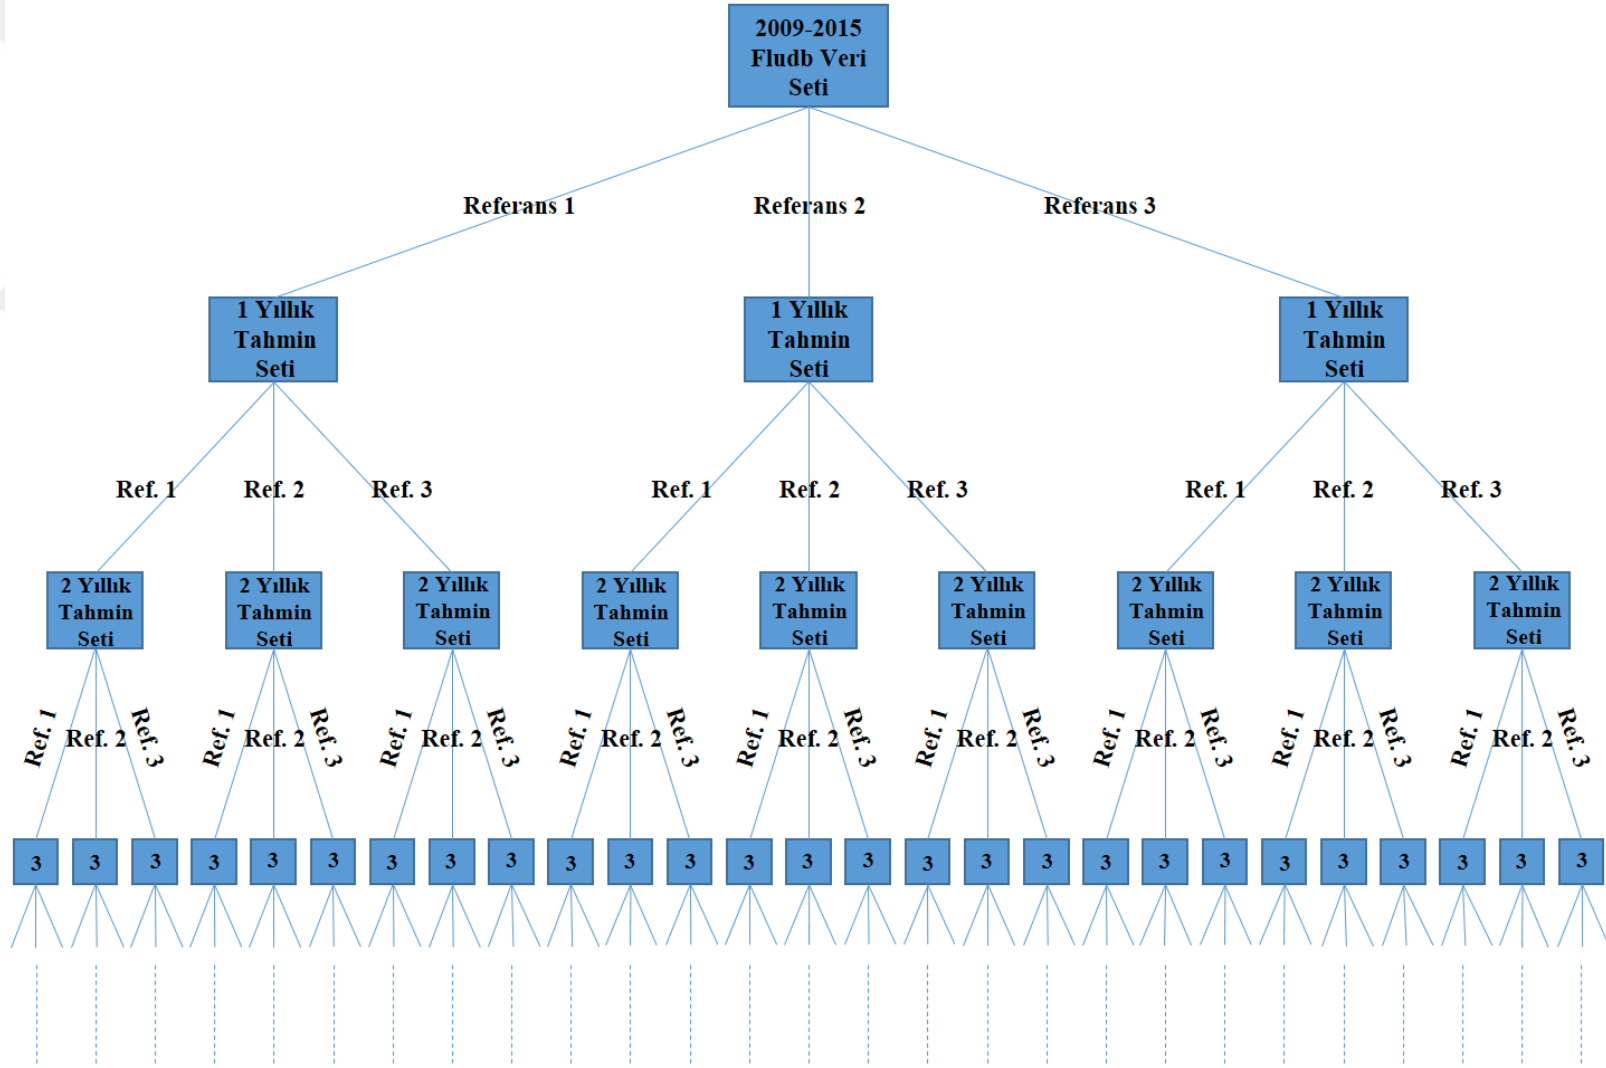 2009-2015
Fludb Veri
Seti
Referans 1 Referans 2 Referans 3
1 Yıllık 1 Yıllık 1 Yıllık
Tahmin Tahmin Tahmin
Seti Seti Seti
Ref. 1 Ref. 2 Ref. 3 Ref. 1 Ref. 2 Ref. 3 Ref. 1 Ref. 2 Ref. 3
2 Yıllık 2 Yıllık 2 Yıllık 2 Yıllık 2 Yıllık 2 Yıllık 2 Yıllık 2 Yıllık 2 Yıllık
Tahmin Tahmin Tahmin Tahmin Tahmin Tahmin Tahmin Tahmin Tahmin
Seti Seti Seti Seti Seti Seti Seti Seti Seti
Ref. 1 Ref. 2 Ref. 3 Ref. 1 Ref. 2 Ref. 3 Ref. 1 Ref. 2 Ref. 3 Ref. 1 Ref. 2 Ref. 3 Ref. 1 Ref. 2 Ref. 3 Ref. 1 Ref. 2 Ref. 3 Ref. 1 Ref. 2 Ref. 3 Ref. 1 Ref. 2 Ref. 3 Ref. 1 Ref. 2 Ref. 3
3 3 3 3 3 3 3 3 3 3 3 3 3 3 3 3 3 3 3 3 3 3 3 3 3 3 3